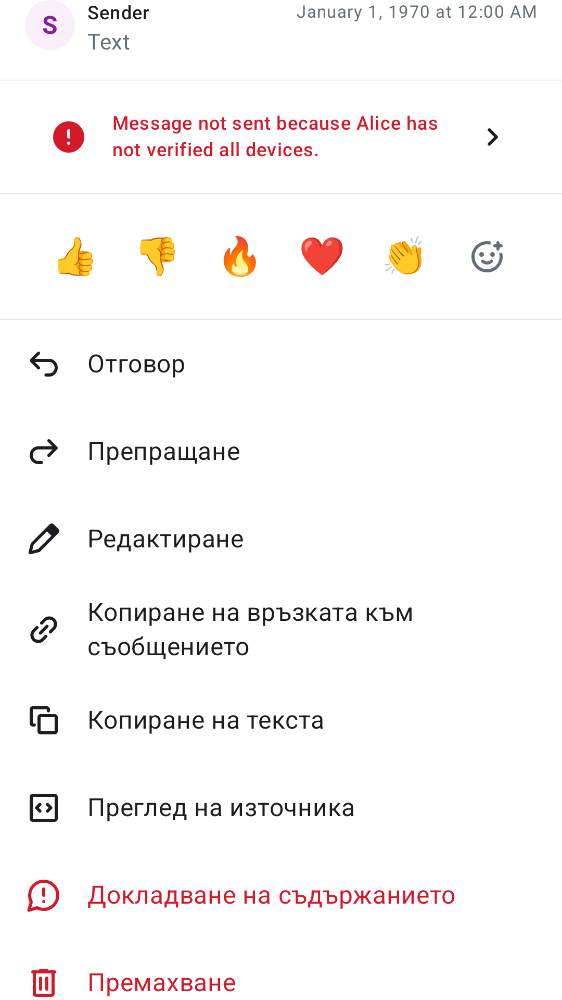 S
Sender
January 1, 1970 at 12:00 AM
Text
Message not sent because Alice has
not verified all devices.
Отговор
Препращане
Редактиране
Копиране на връзката към
съобщението
Копиране на текста
Преглед на източника
Докладване на съдържанието
Премахване